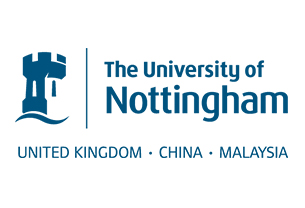 The University of
Nottingham
UNITED KINGDOM · CHINA · MALAYSIA